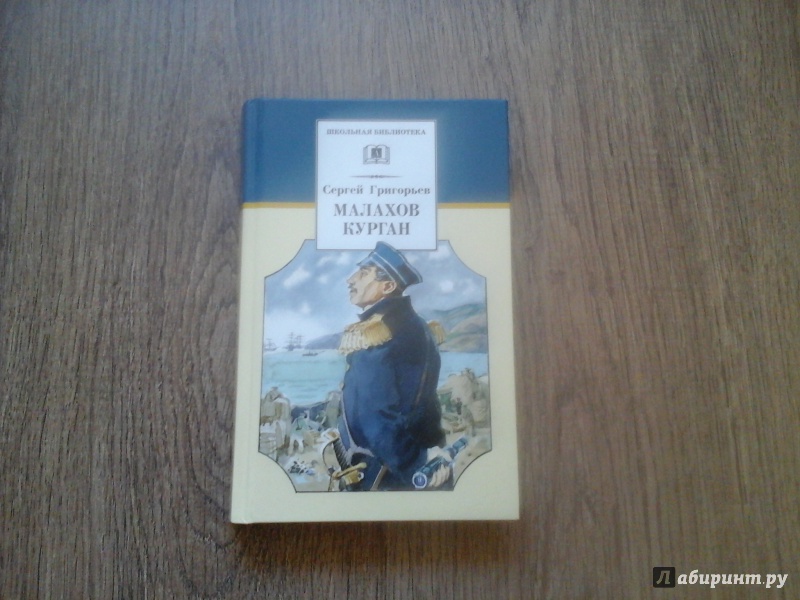 ШКОЛЬНАЯ БИБЛИОТЕКА
Сергей Григорьев
МАЛАХОВ
КУРГАН
Лабиринт.ру